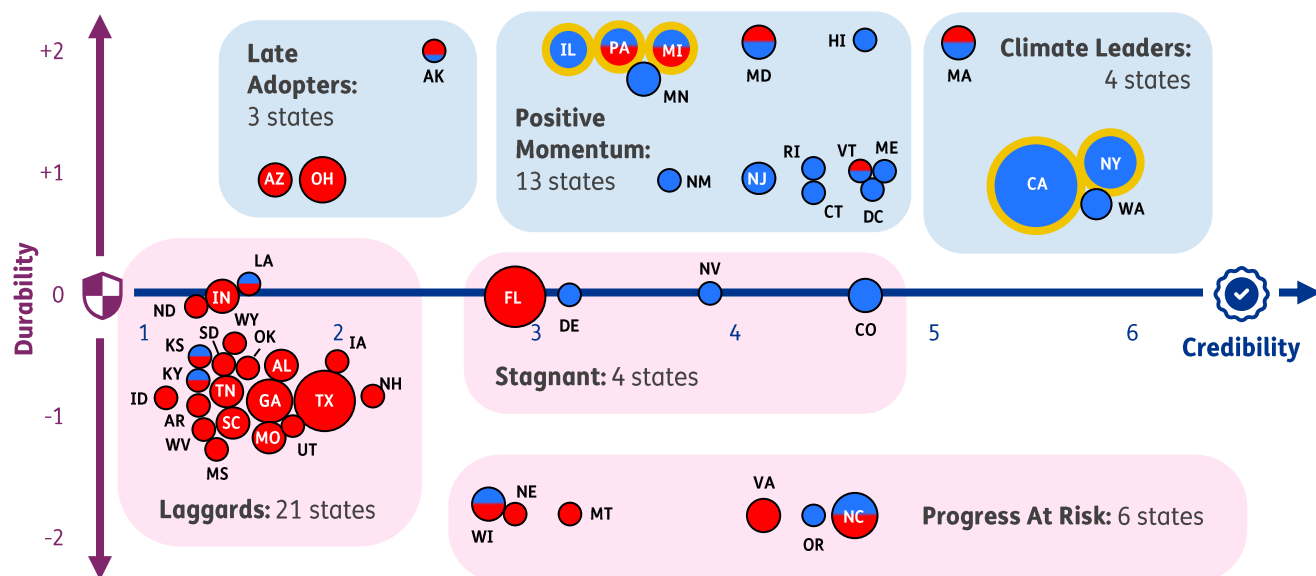 +2
Late
Adopters:
3 states
AK
IL
PA
MI
MN
MD
HI
MA
Climate Leaders:
4 states
Positive
Momentum:
13 states
+1
AZ
OH
NM
NJ
RI
CT
VT
ME
DC
CA
NY
WA
Durability
0
LA
ND
IN
WY
FL
DE
NV
CO
1
2
3
4
5
6
Credibility
SD
OK
KS
KY
AL
IA
ID
TN
GA
TX
NH
AR
SC
WV
MO
UT
MS
-1
Stagnant: 4 states
Laggards: 21 states
-2
WI
NE
MT
VA
OR
NC
Progress At Risk: 6 states